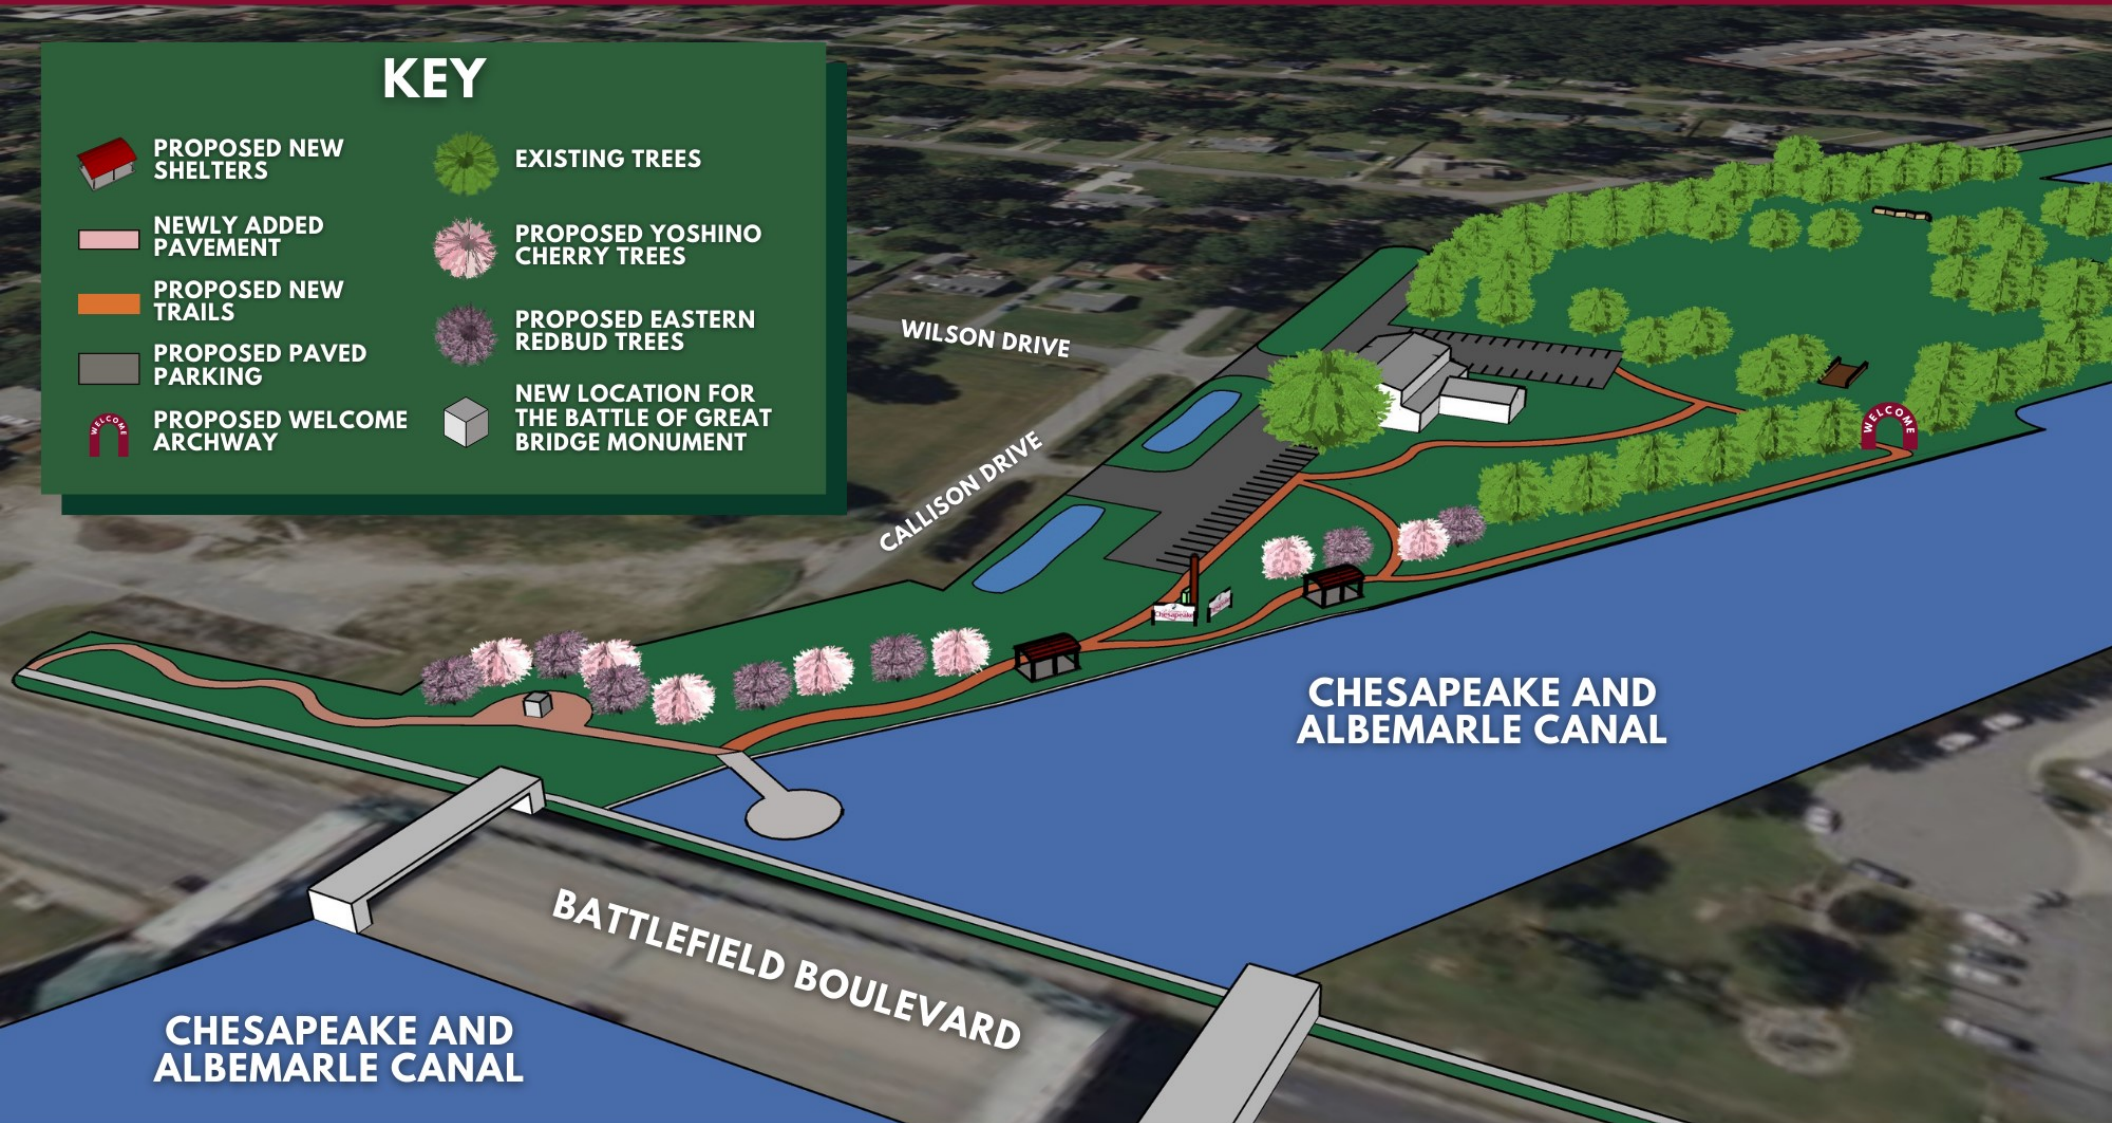 KEY
PROPOSED NEW
SHELTERS
NEWLY ADDED
PAVEMENT
PROPOSED NEW
TRAILS
PROPOSED PAVED
PARKING
WELCOME
PROPOSED WELCOME
ARCHWAY
EXISTING TREES
PROPOSED YOSHINO
CHERRY TREES
PROPOSED EASTERN
REDBUD TREES
NEW LOCATION FOR
THE BATTLE OF GREAT
BRIDGE MONUMENT
WILSON DRIVE
CALLISON DRIVE
WELCOME
Chesapeake
CHESAPEAKE AND
ALBEMARLE CANAL
BATTLEFIELD BOULEVARD
CHESAPEAKE AND
ALBEMARLE CANAL